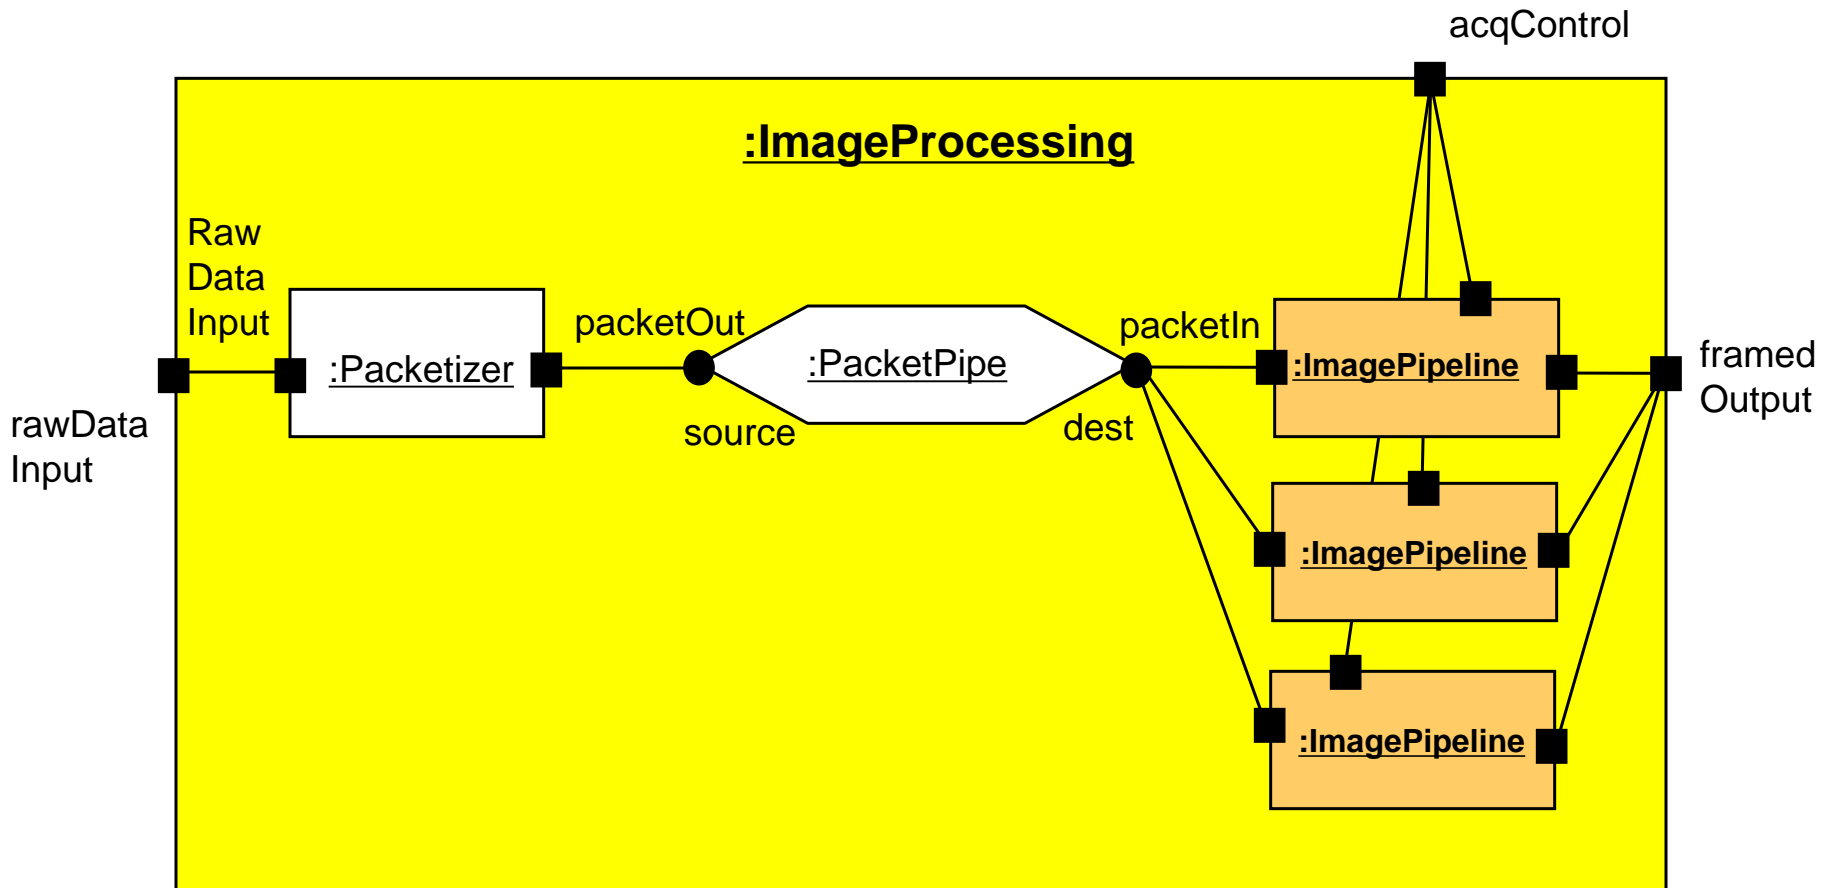 acqControl
:ImageProcessing
Raw
Data
Input
packetOut
packetIn
:Packetizer
:PacketPipe
:ImagePipeline
framed
Output
source
dest
rawData
Input
:ImagePipeline
:ImagePipeline